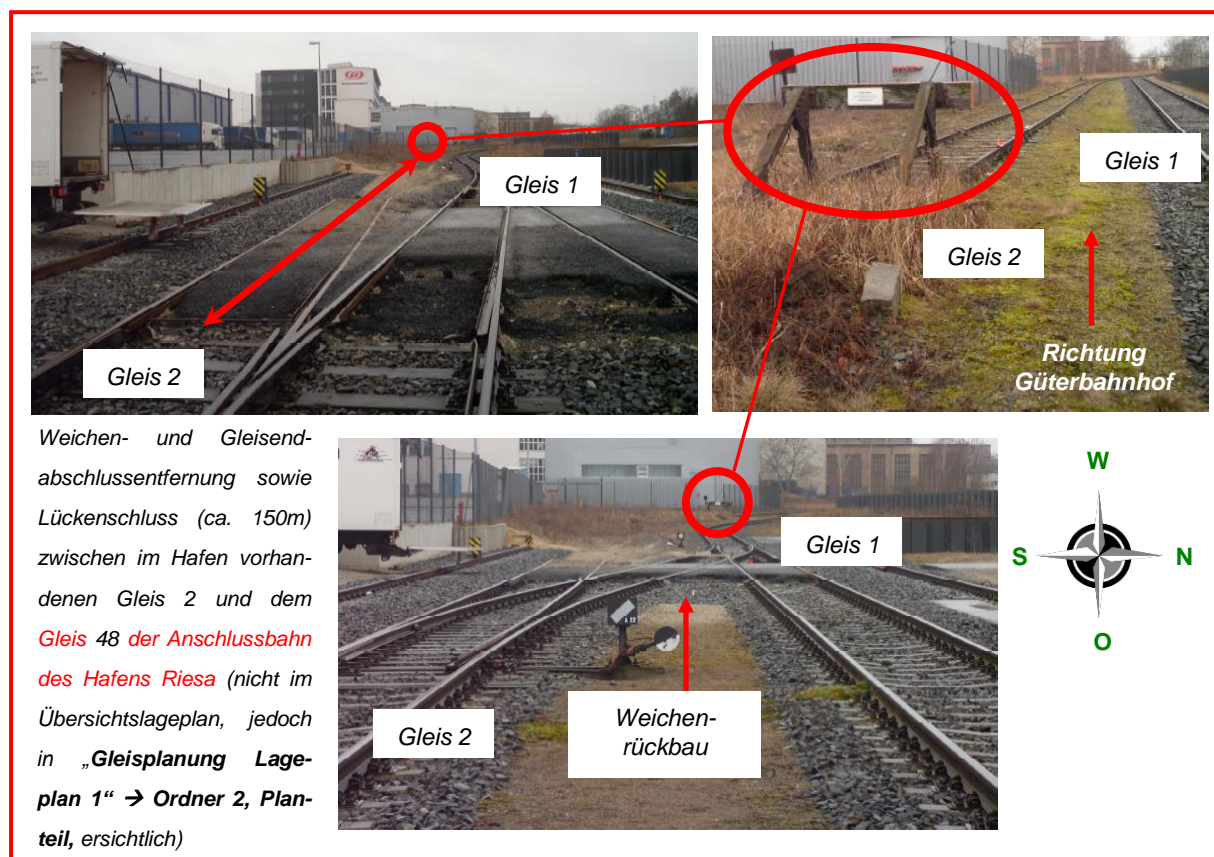 Gleis 1
Gleis 2
Gleis 1
Gleis 2
Richtung
Güterbahnhof
Weichen- und Gleisend-
abschlussentfernung sowie
Lückenschluss (ca. 150m)
zwischen im Hafen vorhan-
denen Gleis 2 und dem
Gleis 48 der Anschlussbahn
des Hafens Riesa (nicht im
Übersichtslageplan, jedoch
in „Gleisplanung Lage-
plan 1“ → Ordner 2, Plan-
teil, ersichtlich)
Gleis 1
Gleis 2
Weichen-
rückbau
W
S N
O